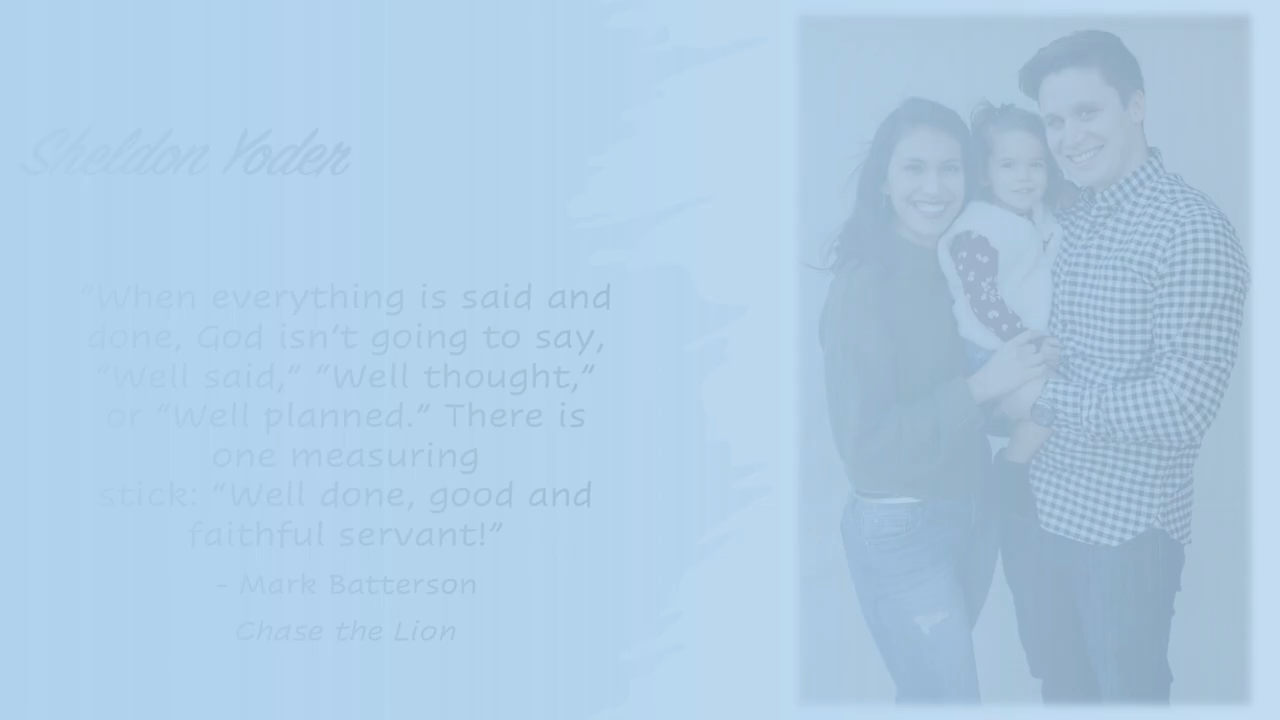 Sheldon Yoder
“When everything is said and
done, God isn’t going to say,
“Well said,” “Well thought,”
or “Well planned.” There is
one measuring
stick: “Well done, good and
faithful servant!”
- Mark Batterson
Chase the Lion